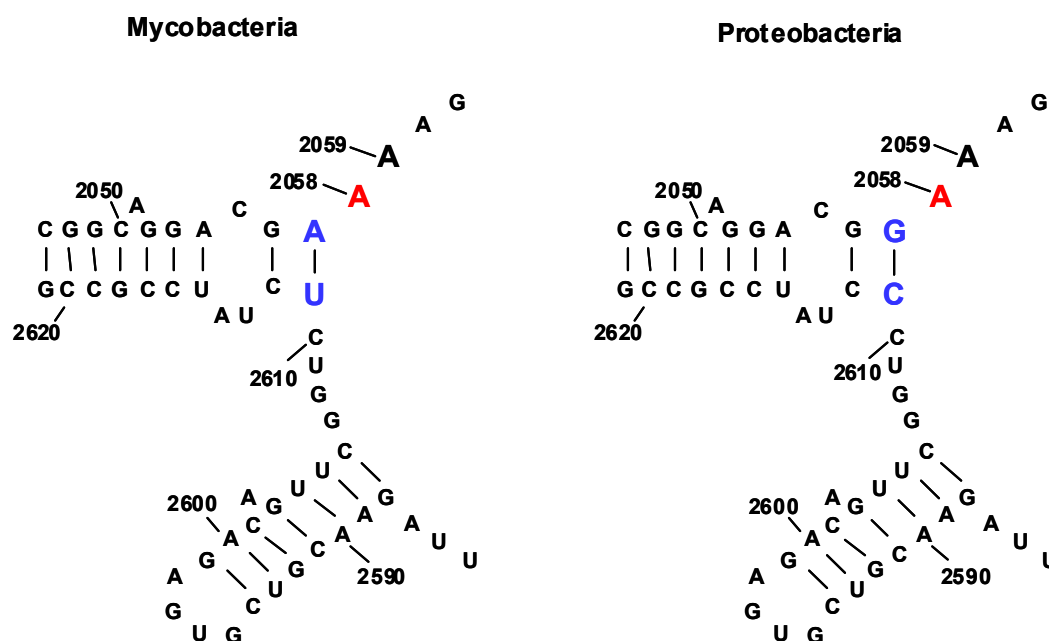 Mycobacteria
G
A
2059 A
2058 A
2050 A C
C G G C G G A G A
G C C G C C U C U
2620 A U
C
2610 U
G
G
C
U
U G
2600 A G A A
C A U
A C U
G G 2590
A U
G C
U G
Proteobacteria
G
A
2059 A
2058 A
2050 A C
C G G C G G A G G
G C C G C C U C C
2620 A U
C
2610 U
G
G
C
U
U G
2600 A G A A
C A U
A C U
G G 2590
A U
G C
U G